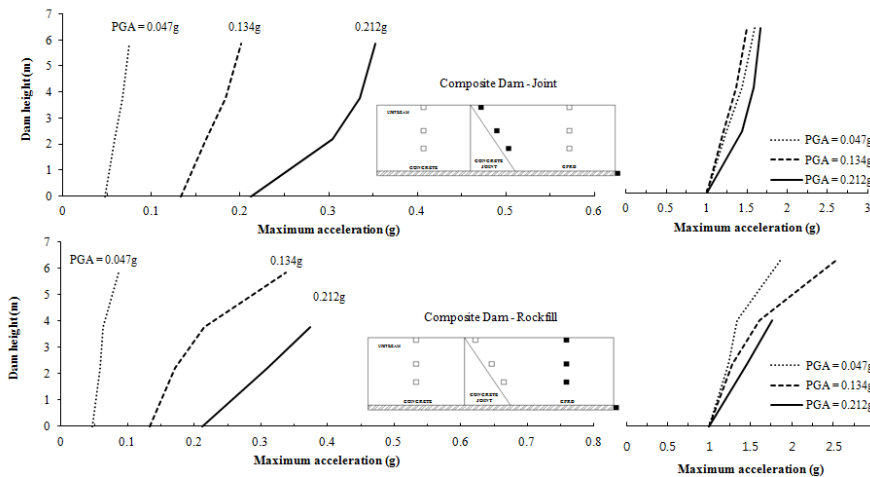 7
6
5
4
3
2
1
0
Dam height (m)
PGA = 0.047g
0.134g
0.212g
Composite Dam - Joint
CONCRETE
CONCRETE
JOINT
CFRD
0 0.1 0.2 0.3 0.4 0.5 0.6
Maximum acceleration (g)
PGA = 0.047g
PGA = 0.134g
PGA = 0.212g
0 0.5 1 1.5 2 2.5 3
Maximum acceleration (g)
7
6
5
4
3
2
1
0
Dam height (m)
PGA = 0.047g
0.134g
0.212g
Composite Dam - Rockfill
CONCRETE
CONCRETE
JOINT
CFRD
0 0.1 0.2 0.3 0.4 0.5 0.6 0.7 0.8
Maximum acceleration (g)
PGA = 0.047g
PGA = 0.134g
PGA = 0.212g
0 0.5 1 1.5 2 2.5
Maximum acceleration (g)